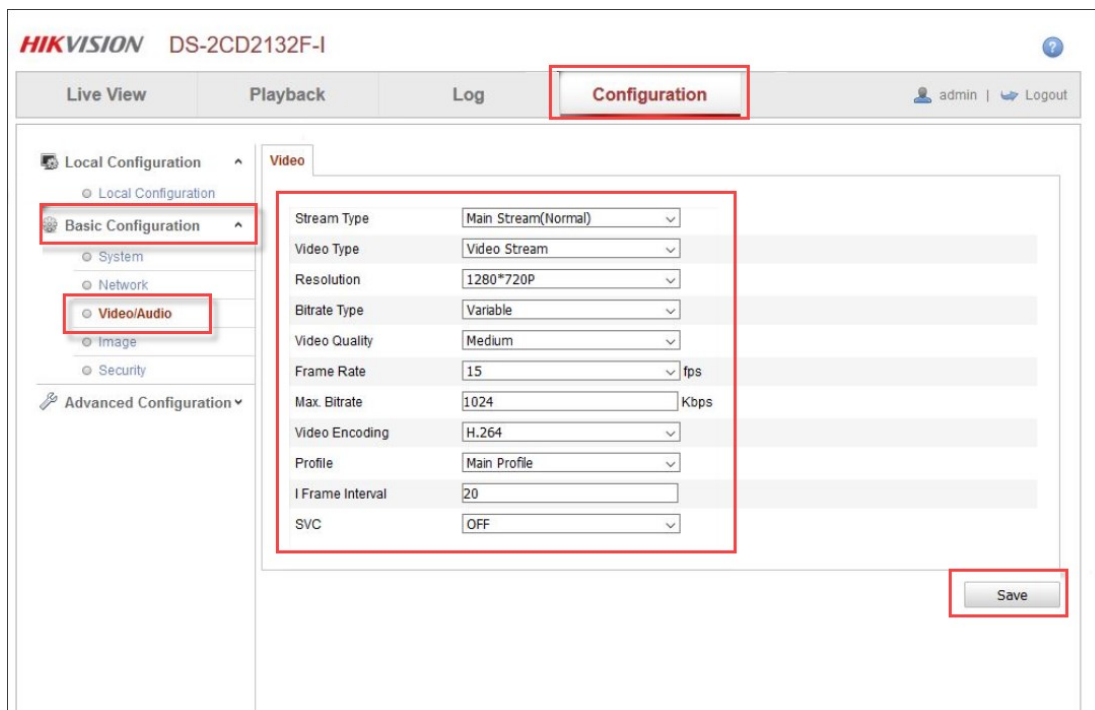 HIKVISION DS-2CD2132F-I
?
Live View Playback Log Configuration admin | Logout
Local Configuration
Local Configuration
Basic Configuration
System
Network
Video/Audio
Image
Security
Advanced Configuration
Video
Stream Type Main Stream(Normal)
Video Type Video Stream
Resolution 1280*720P
Bitrate Type Variable
Video Quality Medium
Frame Rate 15 fps
Max. Bitrate 1024 Kbps
Video Encoding H.264
Profile Main Profile
I Frame Interval 20
SVC OFF
Save